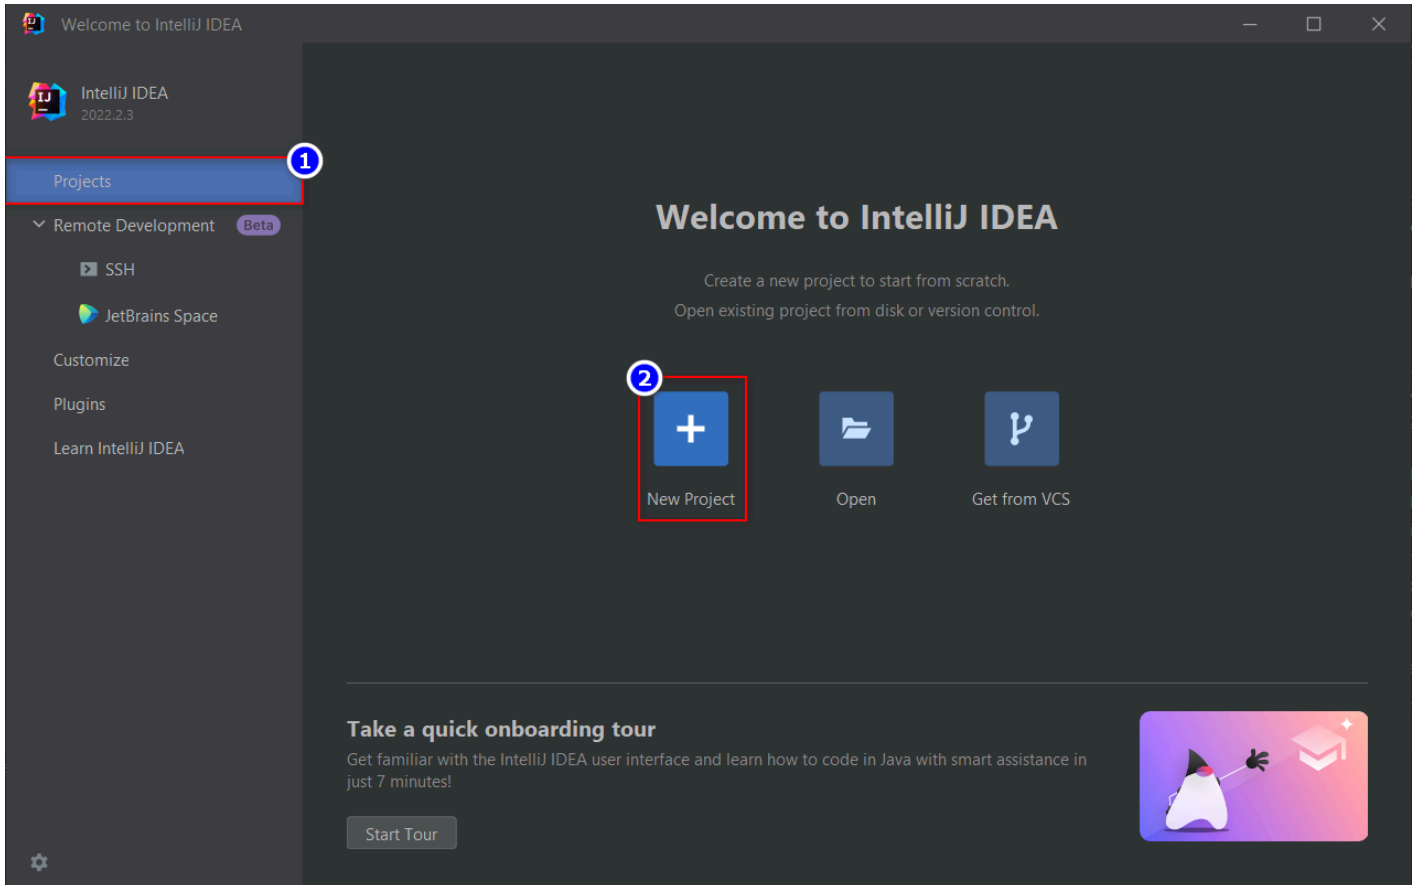 Welcome to IntelliJ IDEA
IJ
IntelliJ IDEA
2022.2.3
1
Projects
Remote Development Beta
SSH
JetBrains Space
Customize
Plugins
Learn IntelliJ IDEA
Welcome to IntelliJ IDEA
Create a new project to start from scratch.
Open existing project from disk or version control.
2
New Project
Open
Get from VCS
Take a quick onboarding tour
Get familiar with the IntelliJ IDEA user interface and learn how to code in Java with smart assistance in
just 7 minutes!
Start Tour